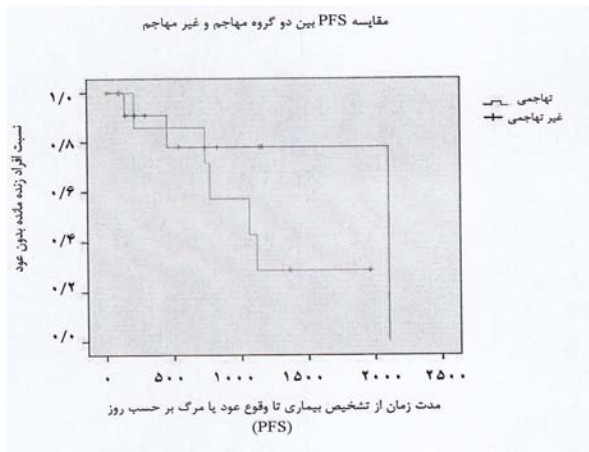 مقایسه PFS بین دو گروه مهاجم و غیر مهاجم
تهاجمی
غیر تهاجمی
نسبت افراد زنده مانده بدون عود
۱/۰
۰/۸
۰/۶
۰/۴
۰/۲
۰/۰
۰ ۵۰۰ ۱۰۰۰ ۱۵۰۰ ۲۰۰۰ ۲۵۰۰
مدت زمان از تشخیص بیماری تا وقوع عود یا مرگ بر حسب روز
(PFS)